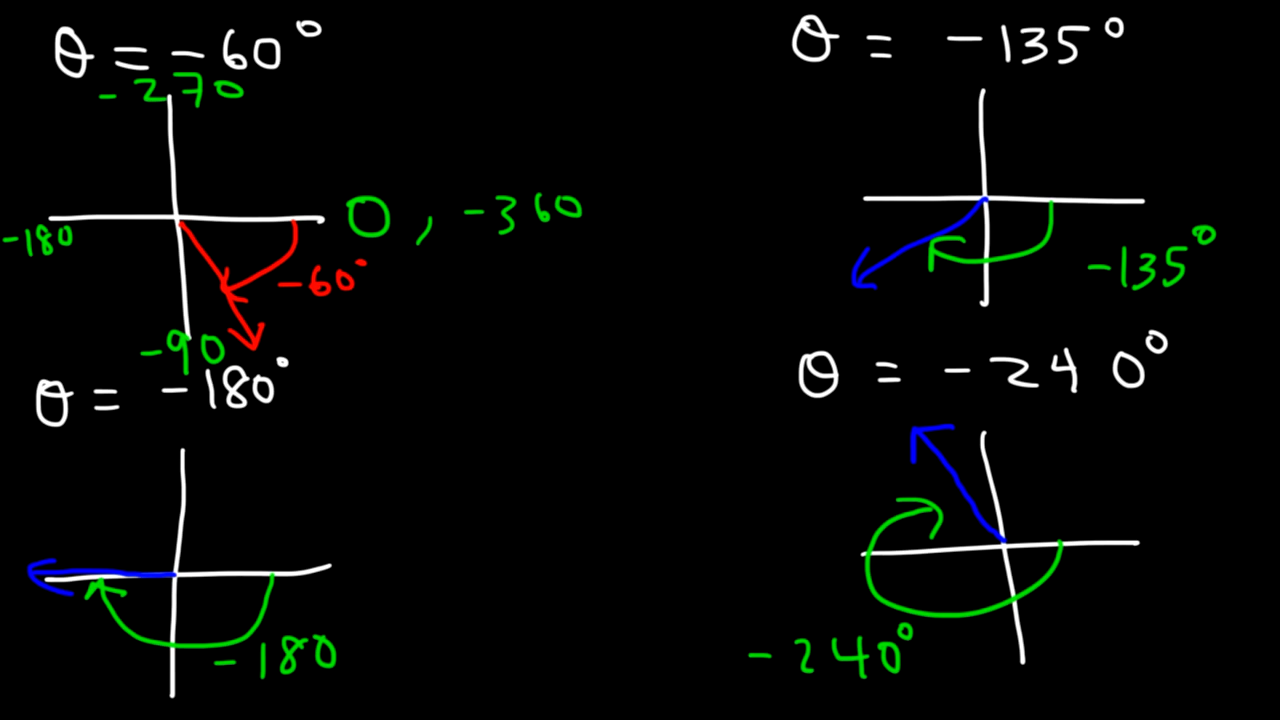 θ = -60°
-270
0, -360
-180
-60°
-90
θ = -135°
-135°
θ = -180°
-180
θ = -240°
-240°